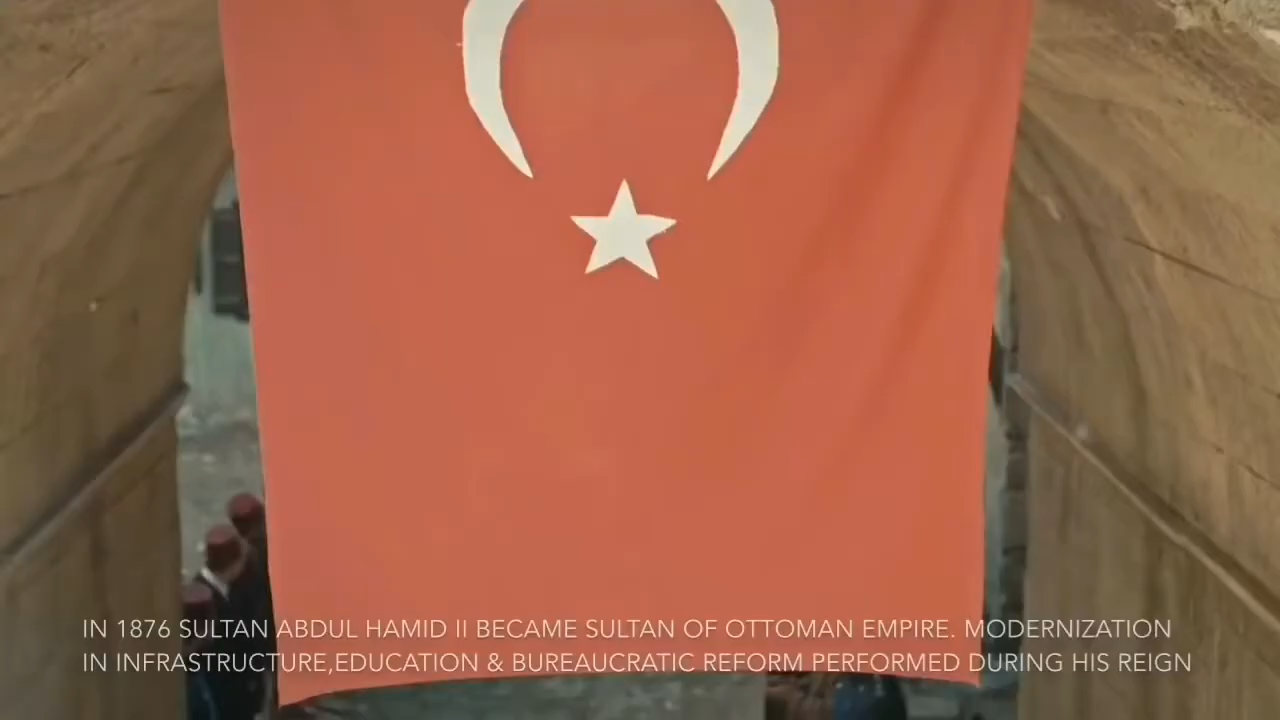 IN 1876 SULTAN ABDUL HAMID II BECAME SULTAN OF OTTOMAN EMPIRE. MODERNIZATION
IN INFRASTRUCTURE,EDUCATION & BUREAUCRATIC REFORM PERFORMED DURING HIS REIGN